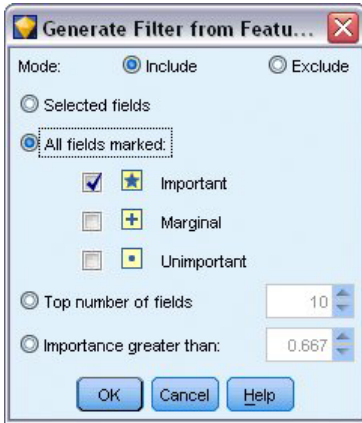 Generate Filter from Featu...
Mode: Include Exclude
Selected fields
All fields marked:
Important
Marginal
Unimportant
Top number of fields 10
Importance greater than: 0.667
OK Cancel Help